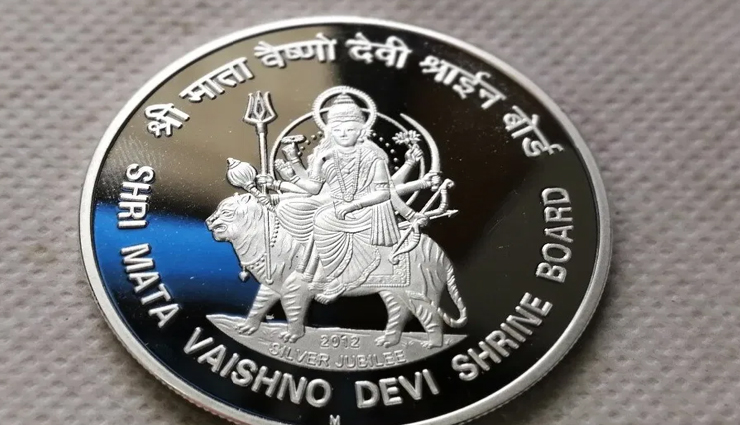 श्री माता वैष्णो देवी श्राईन बोर्ड
SHRI MATA VAISHNO DEVI SHRINE BOARD
2012
SILVER JUBILEE
M